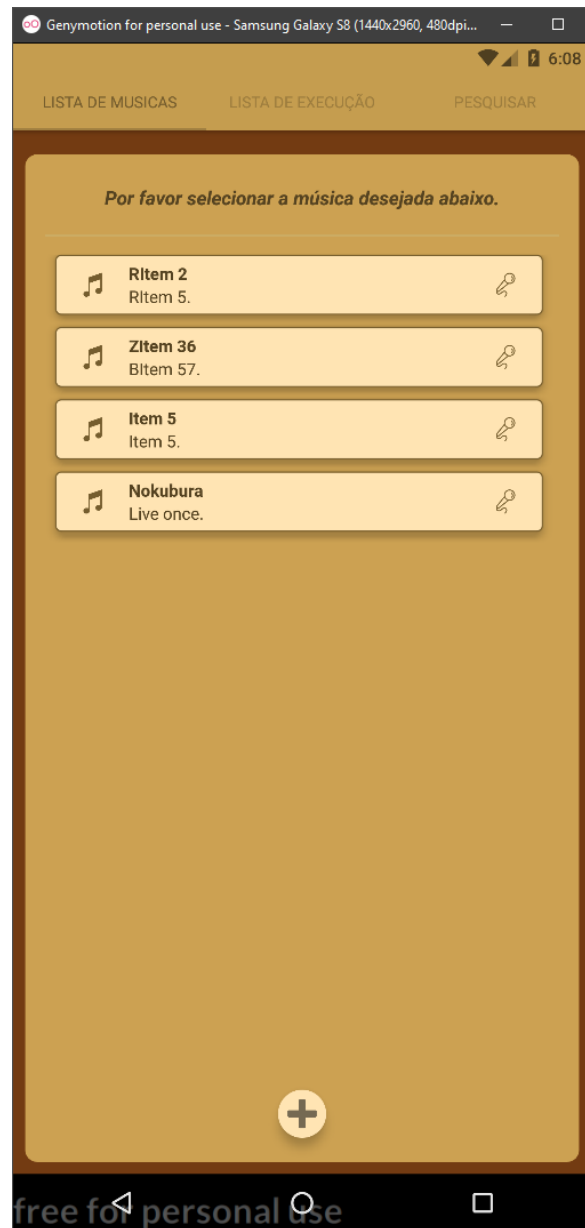 Genymotion for personal use - Samsung Galaxy S8 (1440x2960, 480dpi...
6:08
LISTA DE MUSICAS
LISTA DE EXECUÇÃO
PESQUISAR
Por favor selecionar a música desejada abaixo.
RItem 2
RItem 5.
ZItem 36
BItem 57.
Item 5
Item 5.
Nokubura
Live once.
free for personal use